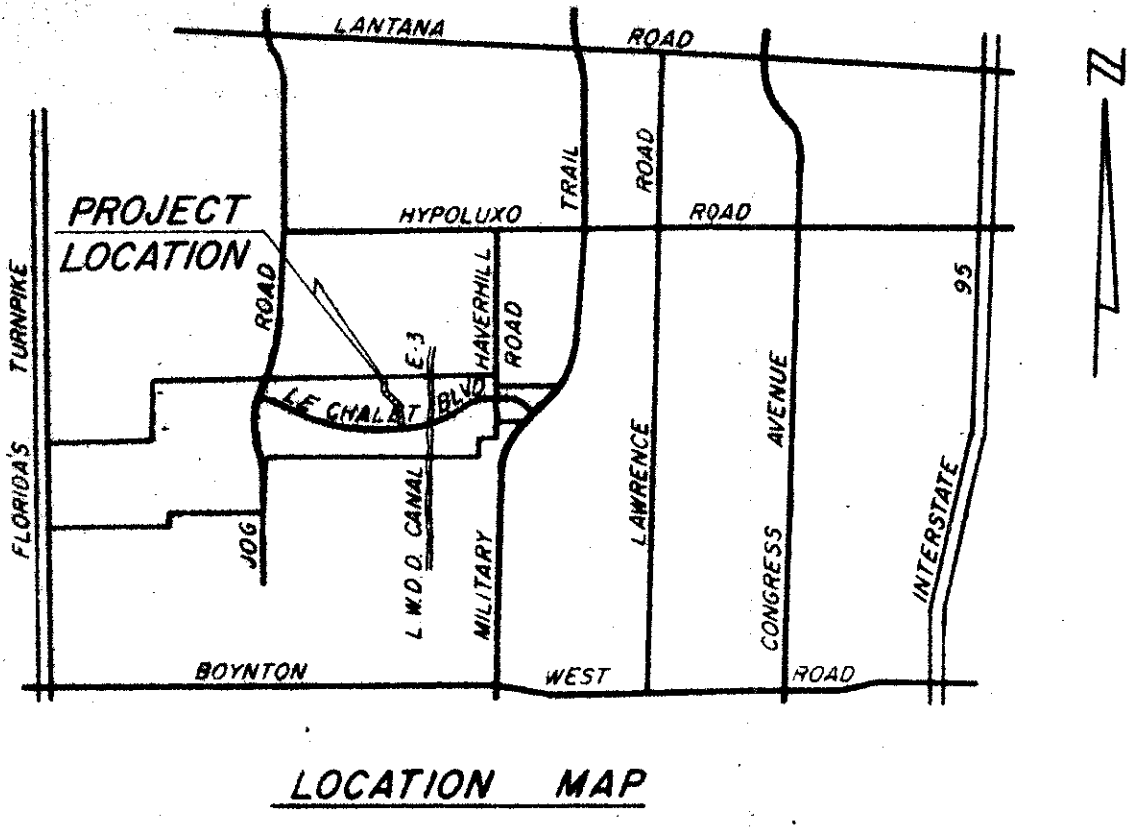 LANTANA ROAD
N
PROJECT
LOCATION
HYPOLUXO ROAD
FLORIDA'S TURNPIKE
JOG ROAD
LE CHALET BLVD
L.W.D.D. CANAL E-3
HAVERHILL
ROAD
MILITARY TRAIL
LAWRENCE ROAD
CONGRESS AVENUE
INTERSTATE 95
BOYNTON WEST ROAD
LOCATION MAP